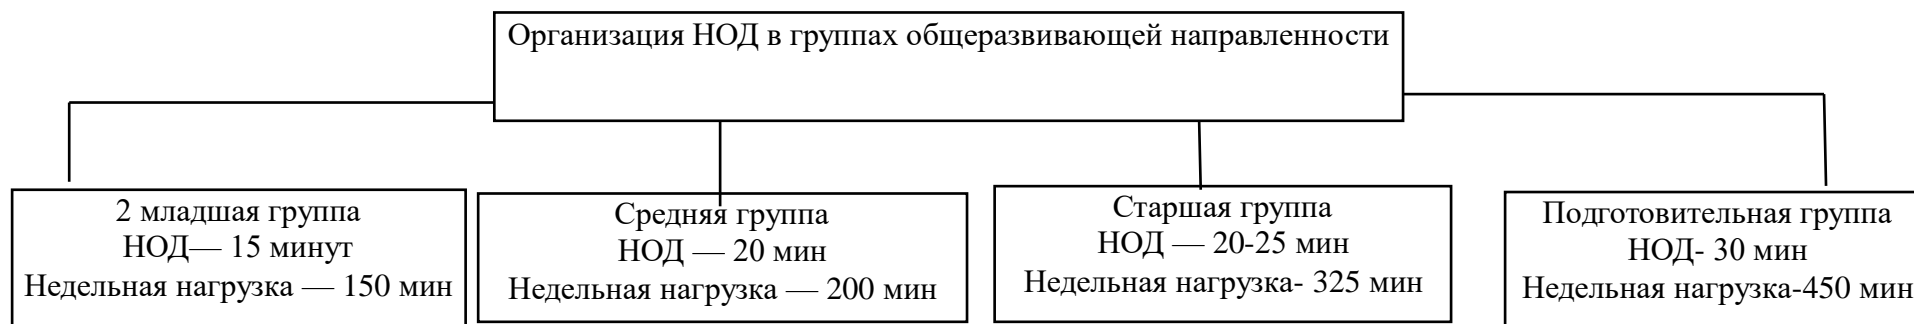 Организация НОД в группах общеразвивающей направленности
2 младшая группа
НОД— 15 минут
Недельная нагрузка — 150 мин
Средняя группа
НОД — 20 мин
Недельная нагрузка — 200 мин
Старшая группа
НОД — 20-25 мин
Недельная нагрузка- 325 мин
Подготовительная группа
НОД- 30 мин
Недельная нагрузка-450 мин